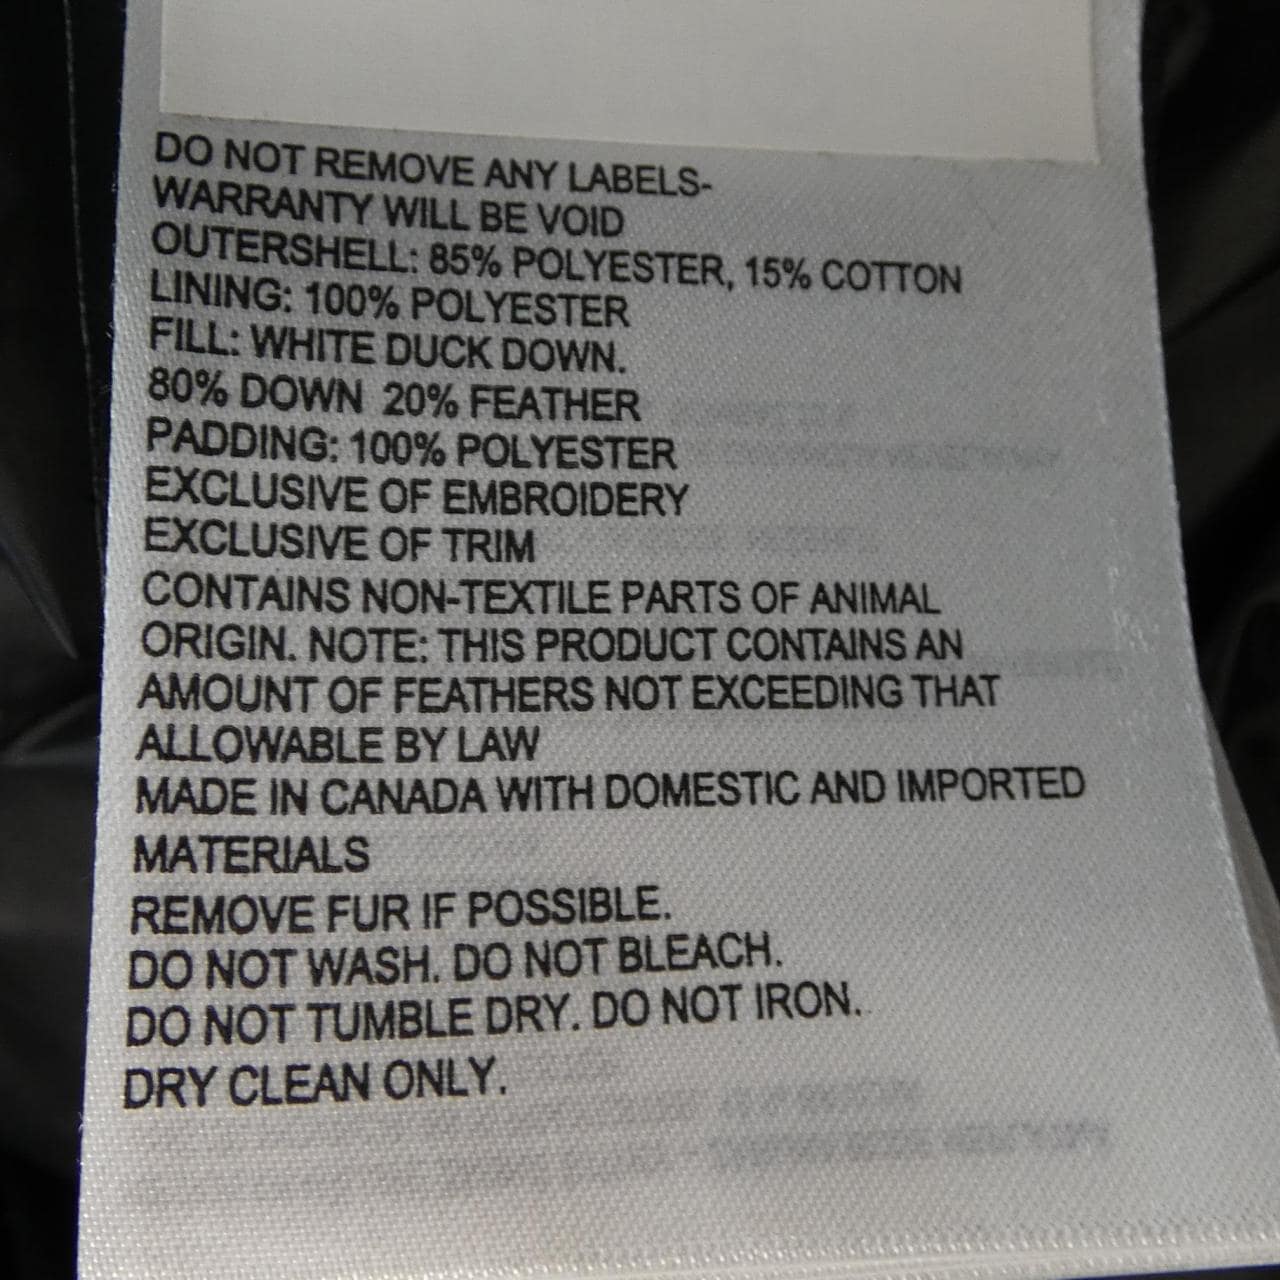 DO NOT REMOVE ANY LABELS-
WARRANTY WILL BE VOID
OUTERSHELL: 85% POLYESTER, 15% COTTON
LINING: 100% POLYESTER
FILL: WHITE DUCK DOWN.
80% DOWN 20% FEATHER
PADDING: 100% POLYESTER
EXCLUSIVE OF EMBROIDERY
EXCLUSIVE OF TRIM
CONTAINS NON-TEXTILE PARTS OF ANIMAL
ORIGIN. NOTE: THIS PRODUCT CONTAINS AN
AMOUNT OF FEATHERS NOT EXCEEDING THAT
ALLOWABLE BY LAW
MADE IN CANADA WITH DOMESTIC AND IMPORTED
MATERIALS
REMOVE FUR IF POSSIBLE.
DO NOT WASH. DO NOT BLEACH.
DO NOT TUMBLE DRY. DO NOT IRON.
DRY CLEAN ONLY.